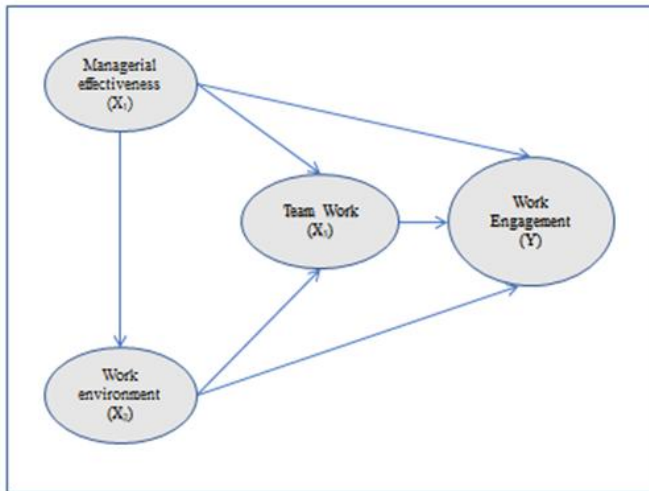 Managerial
effectiveness
(X₁)
Team Work
(X₃)
Work
Engagement
(Y)
Work
environment
(X₂)